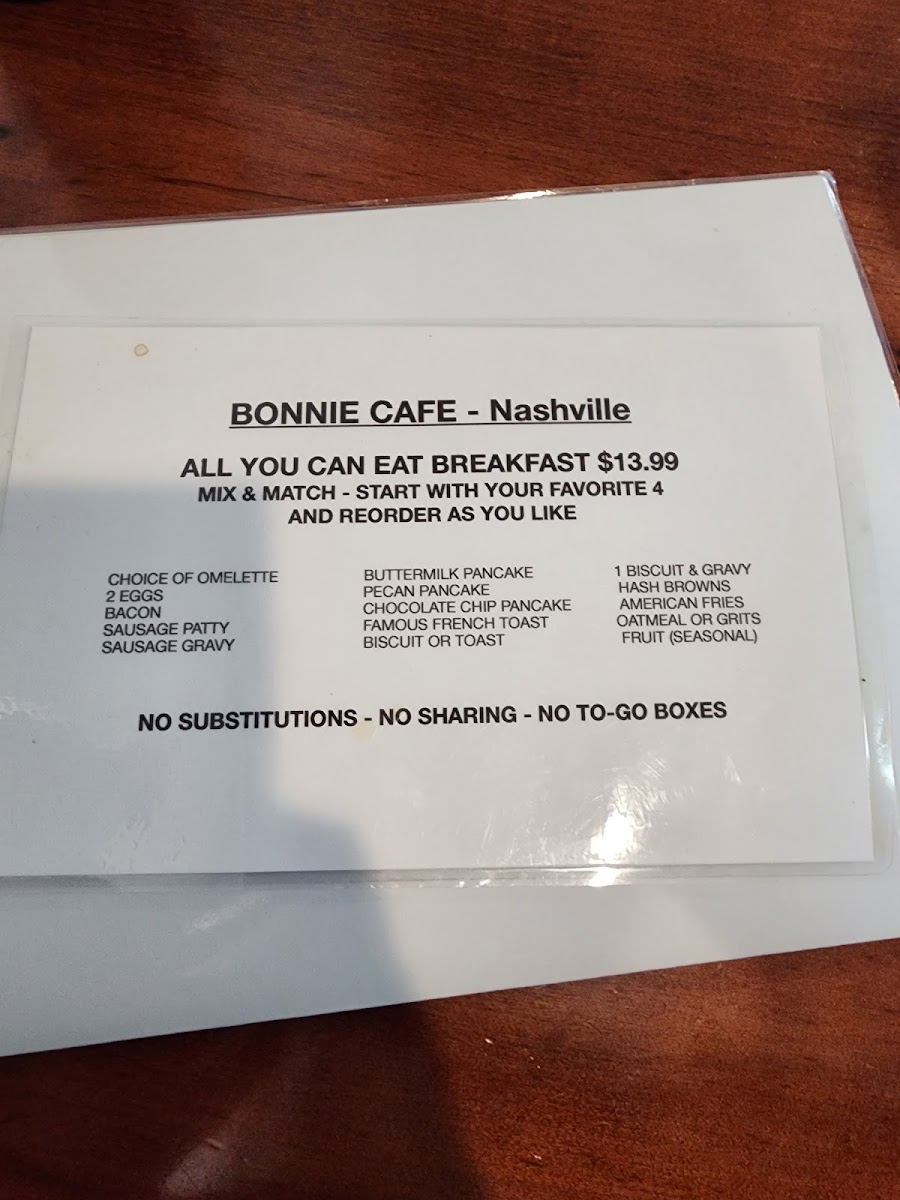 BONNIE CAFE - Nashville
ALL YOU CAN EAT BREAKFAST $13.99
MIX & MATCH - START WITH YOUR FAVORITE 4
AND REORDER AS YOU LIKE
CHOICE OF OMELETTE
2 EGGS
BACON
SAUSAGE PATTY
SAUSAGE GRAVY
BUTTERMILK PANCAKE
PECAN PANCAKE
CHOCOLATE CHIP PANCAKE
FAMOUS FRENCH TOAST
BISCUIT OR TOAST
1 BISCUIT & GRAVY
HASH BROWNS
AMERICAN FRIES
OATMEAL OR GRITS
FRUIT (SEASONAL)
NO SUBSTITUTIONS - NO SHARING - NO TO-GO BOXES